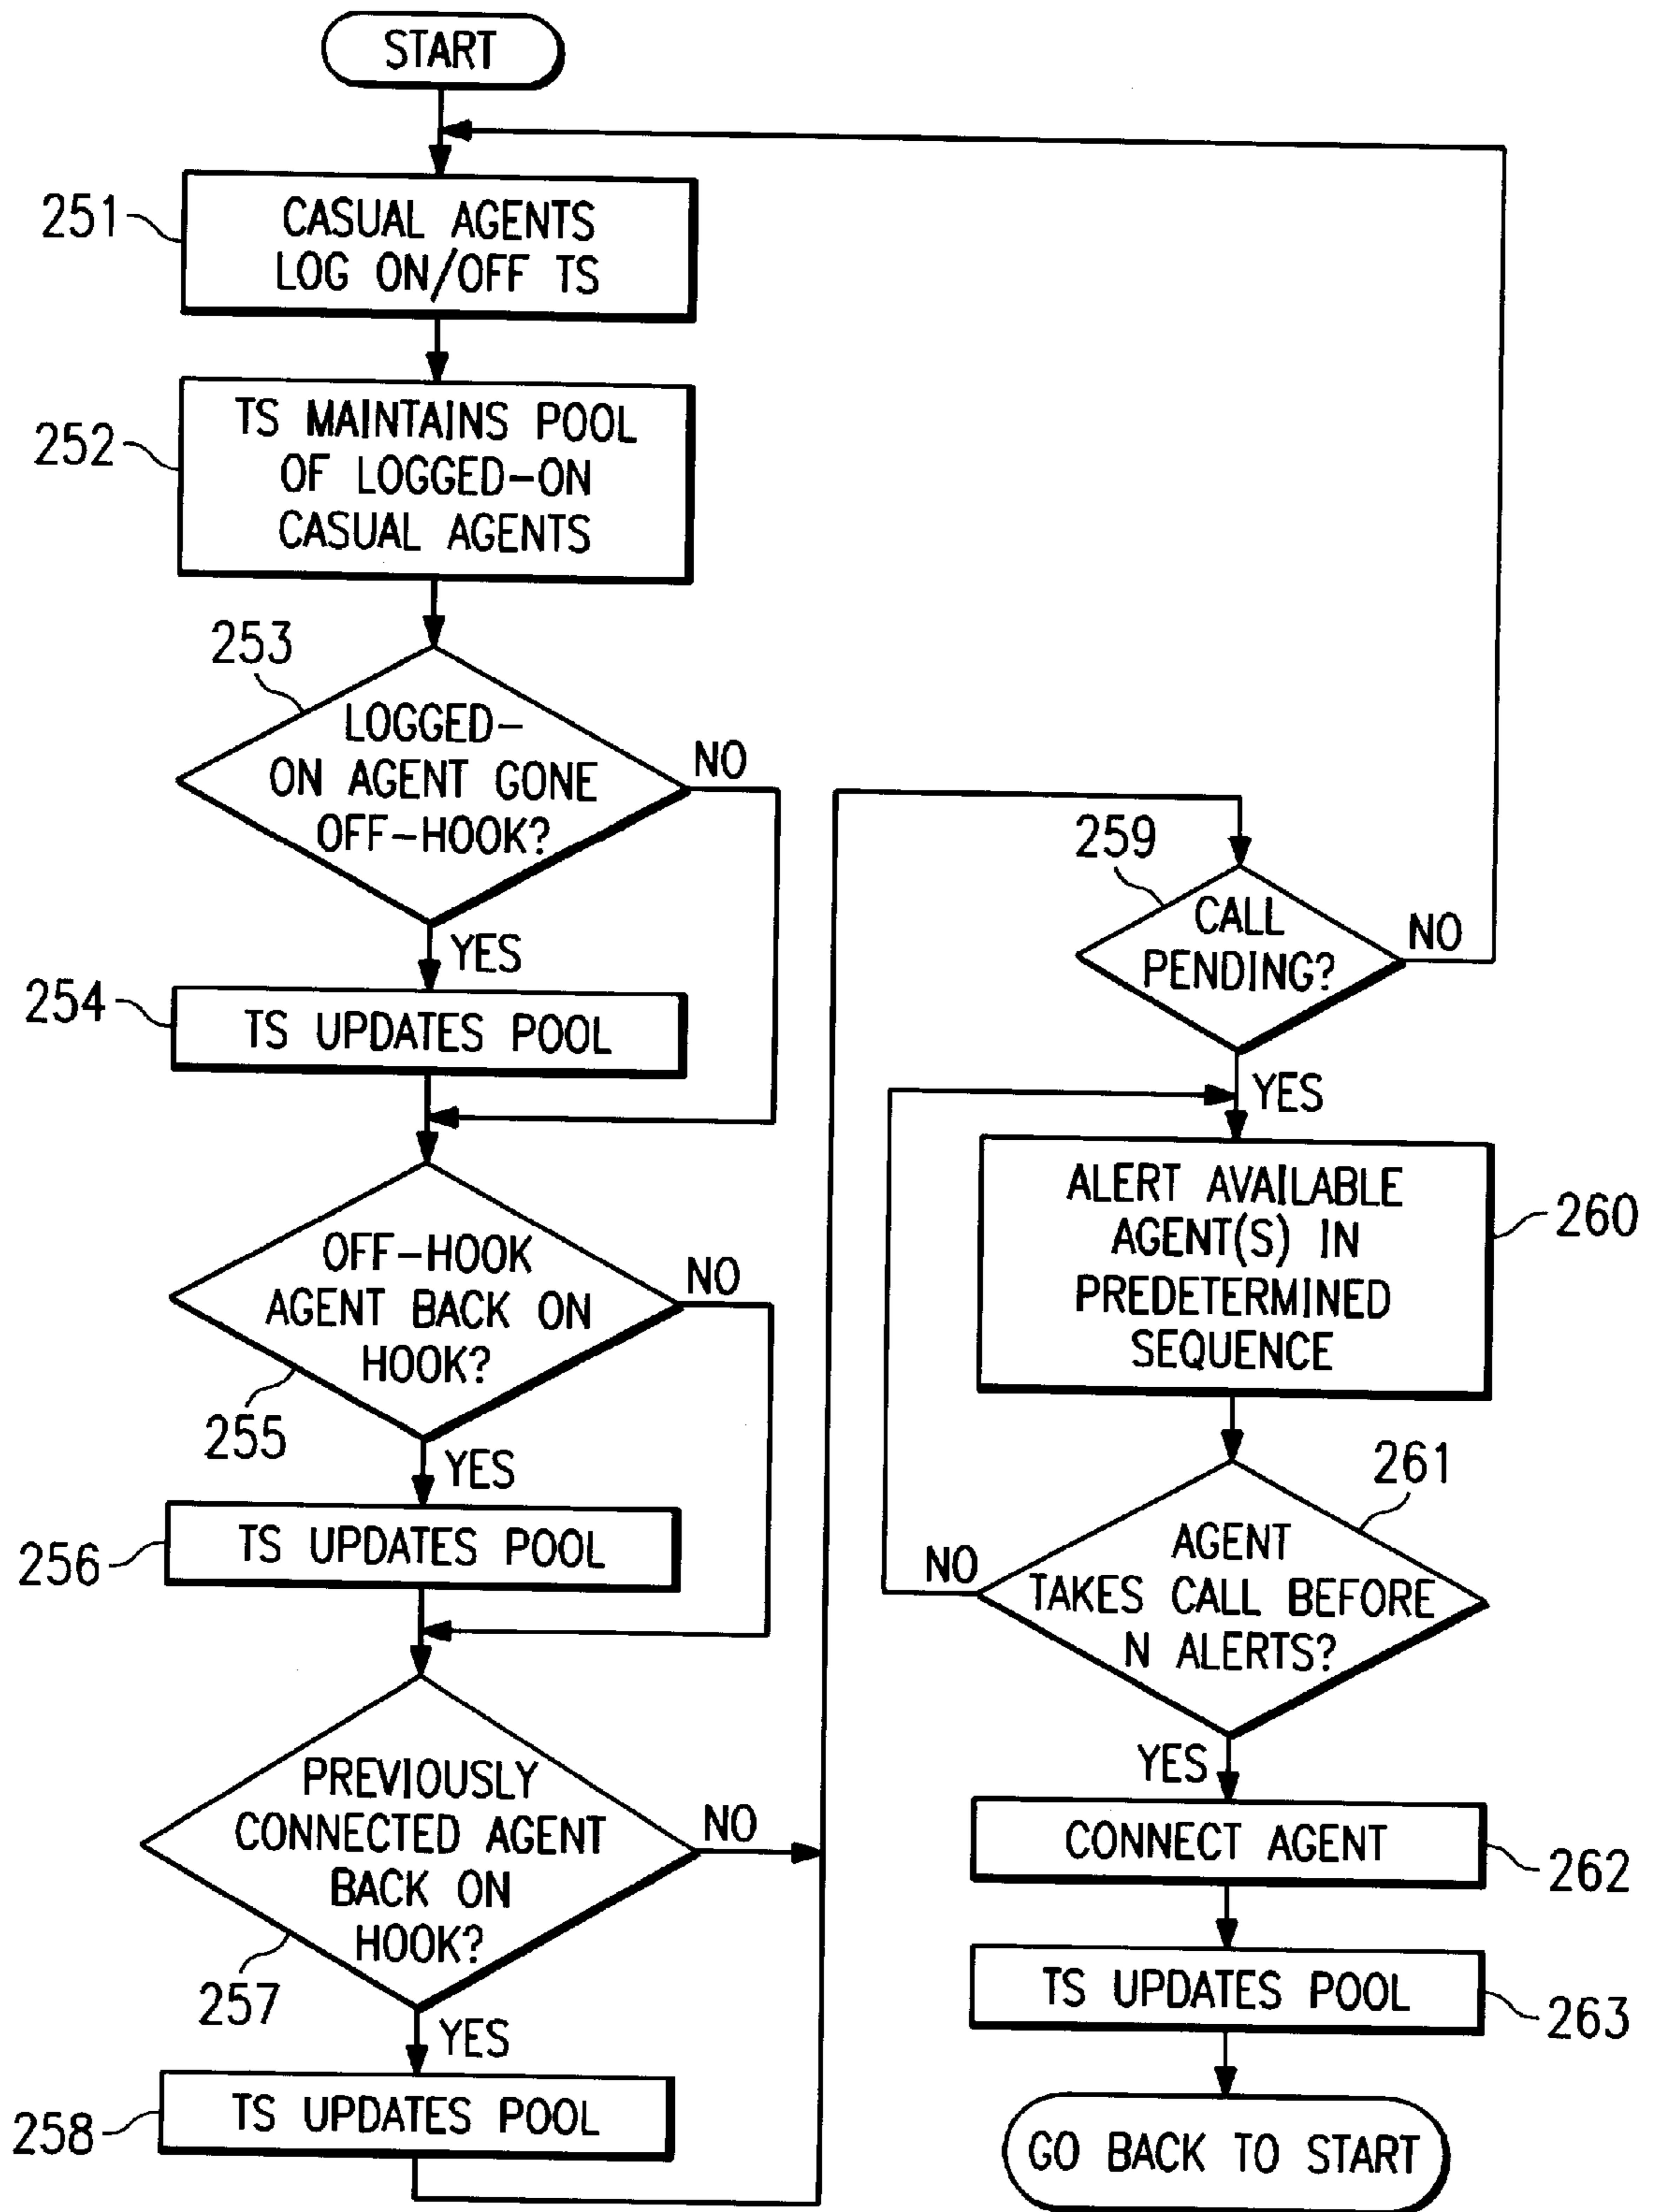 START
251
CASUAL AGENTS
LOG ON/OFF TS
252
TS MAINTAINS POOL
OF LOGGED-ON
CASUAL AGENTS
253
LOGGED-
ON AGENT GONE
OFF-HOOK?
NO
YES
254
TS UPDATES POOL
OFF-HOOK
AGENT BACK ON
HOOK?
NO
255
YES
256
TS UPDATES POOL
PREVIOUSLY
CONNECTED AGENT
BACK ON
HOOK?
NO
257
YES
258
TS UPDATES POOL
259
CALL
PENDING?
NO
YES
ALERT AVAILABLE
AGENT(S) IN
PREDETERMINED
SEQUENCE
260
261
AGENT
TAKES CALL BEFORE
N ALERTS?
NO
YES
CONNECT AGENT
262
TS UPDATES POOL
263
GO BACK TO START